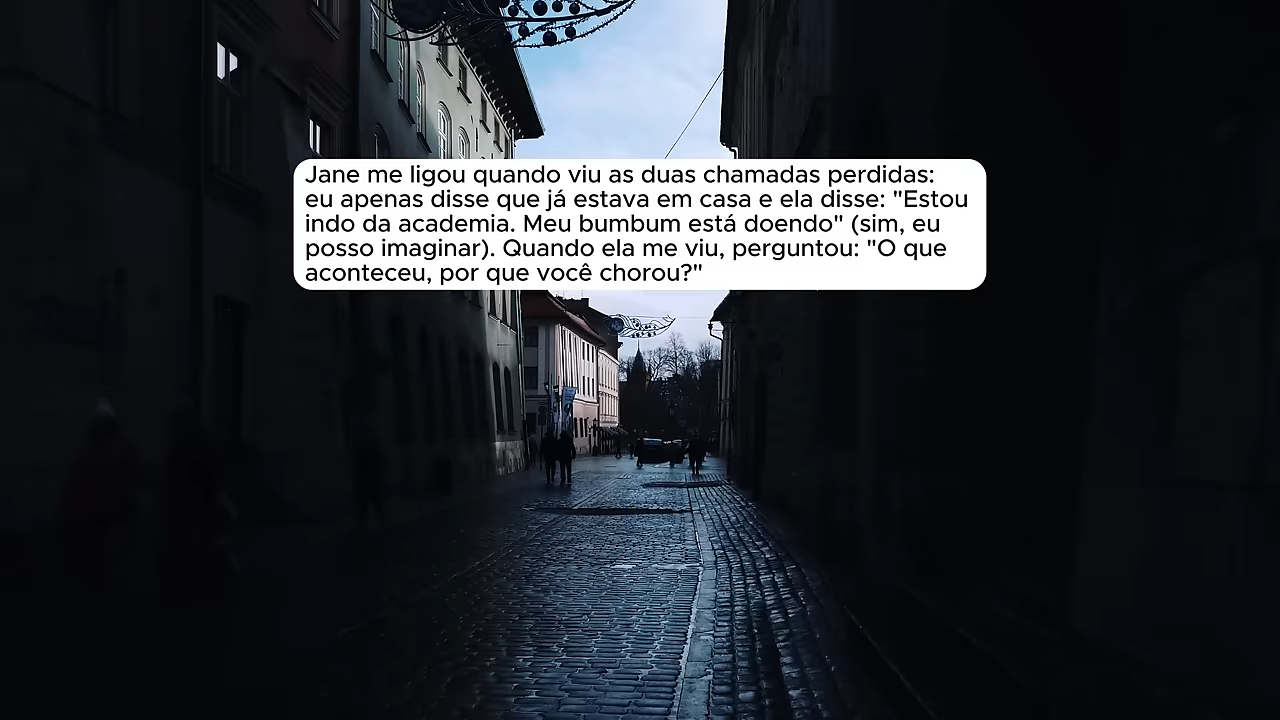 Jane me ligou quando viu as duas chamadas perdidas:
eu apenas disse que já estava em casa e ela disse: "Estou
indo da academia. Meu bumbum está doendo" (sim, eu
posso imaginar). Quando ela me viu, perguntou: "O que
aconteceu, por que você chorou?"